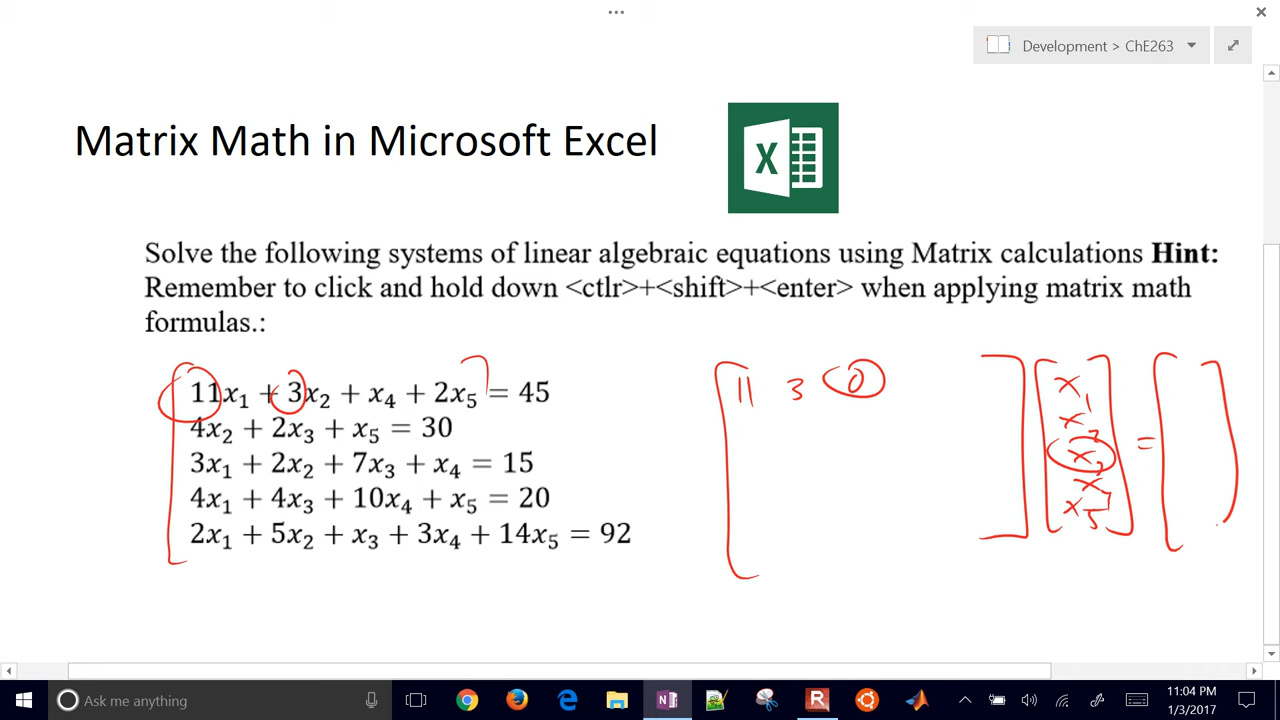 Development > ChE263
Matrix Math in Microsoft Excel
X
Solve the following systems of linear algebraic equations using Matrix calculations Hint:
Remember to click and hold down <ctlr>+<shift>+<enter> when applying matrix math
formulas.:
11x₁ + 3x₂ + x₄ + 2x₅ = 45
4x₂ + 2x₃ + x₅ = 30
3x₁ + 2x₂ + 7x₃ + x₄ = 15
4x₁ + 4x₃ + 10x₄ + x₅ = 20
2x₁ + 5x₂ + x₃ + 3x₄ + 14x₅ = 92
11 3 0
x₁
x₂
x₃
x₄
x₅
=
Ask me anything
R
11:04 PM
1/3/2017